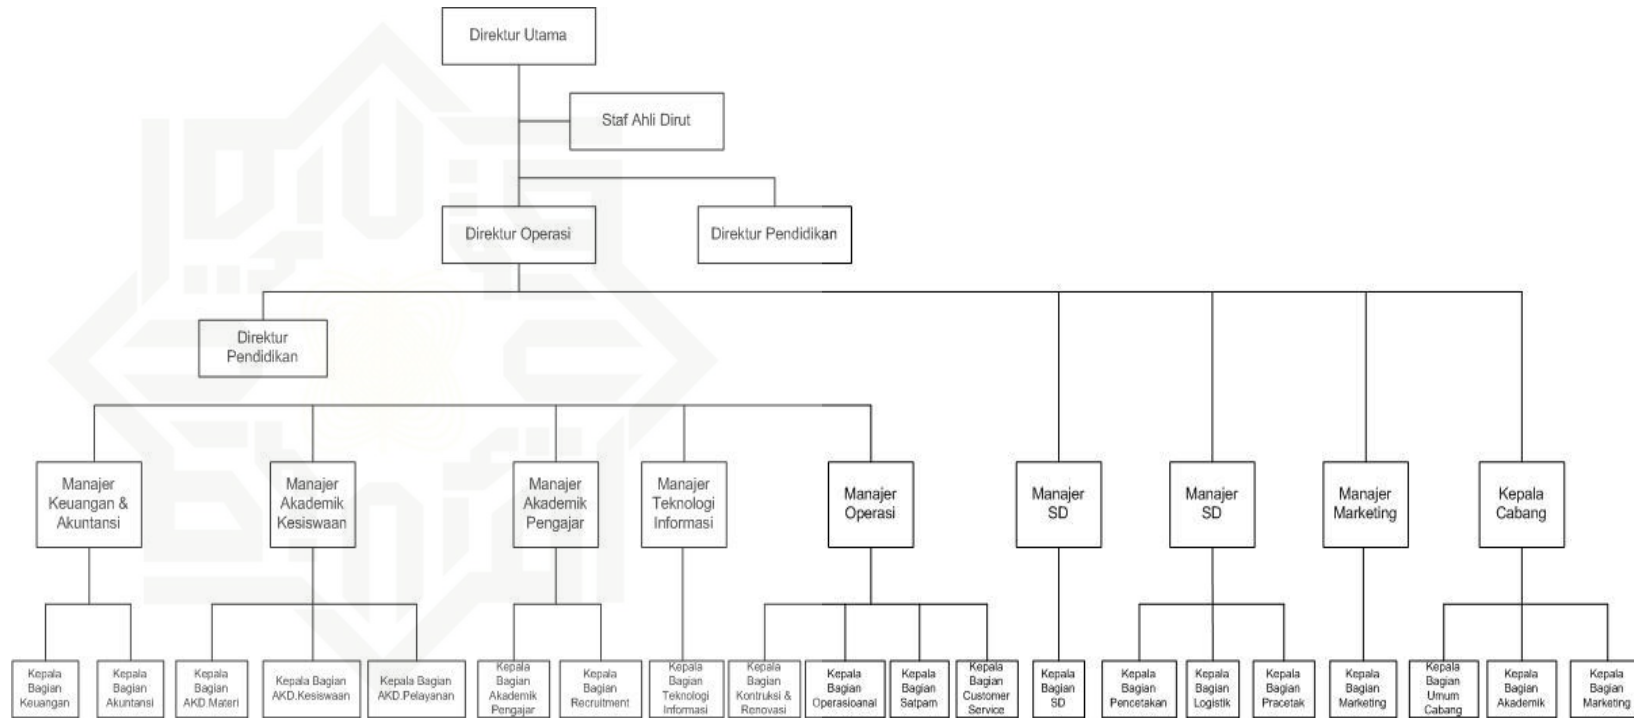 Direktur Utama
Staf Ahli Dirut
Direktur Operasi
Direktur Pendidikan
Direktur
Pendidikan
Manajer
Keuangan &
Akuntansi
Manajer
Akademik
Kesiswaan
Manajer
Akademik
Pengajar
Manajer
Teknologi
Informasi
Manajer
Operasi
Manajer
SD
Manajer
SD
Manajer
Marketing
Kepala
Cabang
Kepala
Bagian
Keuangan
Kepala
Bagian
Akuntansi
Kepala
Bagian
AKD.Materi
Kepala Bagian
AKD.Kesiswaan
Kepala Bagian
AKD.Pelayanan
Kepala
Bagian
Akademik
Pengajar
Kepala
Bagian
Recruitment
Kepala
Bagian
Teknologi
Informasi
Kepala
Bagian
Kontruksi &
Renovasi
Kepala
Bagian
Operasioanal
Kepala
Bagian
Satpam
Kepala
Bagian
Customer
Service
Kepala
Bagian
SD
Kepala
Bagian
Pencetakan
Kepala
Bagian
Logistik
Kepala
Bagian
Pracetak
Kepala
Bagian
Marketing
Kepala
Bagian
Umum
Cabang
Kepala
Bagian
Akademik
Kepala
Bagian
Marketing